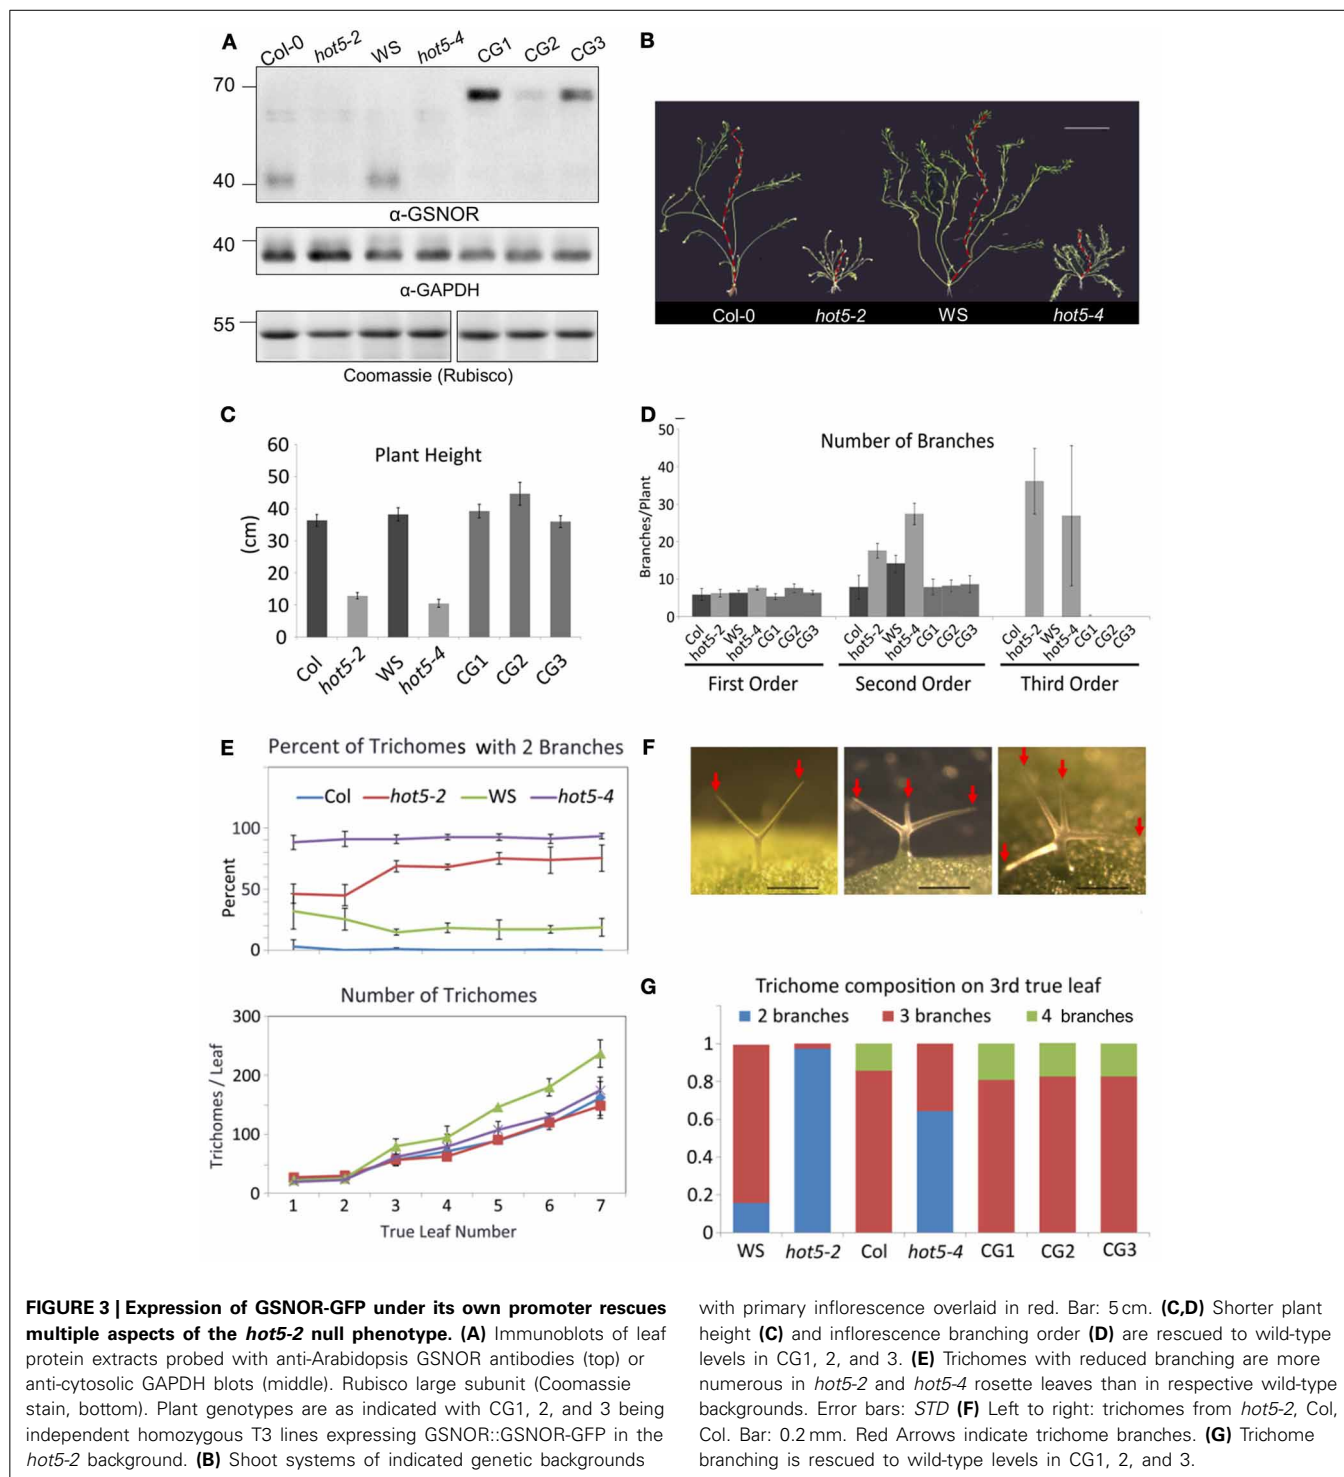 A
Col-0 hot5-2 WS hot5-4 CG1 CG2 CG3
70
40
α-GSNOR
40
α-GAPDH
55
Coomassie (Rubisco)
B
Col-0 hot5-2 WS hot5-4
C
Plant Height
(cm)
60
50
40
30
20
10
0
Col hot5-2 WS hot5-4 CG1 CG2 CG3
D
Number of Branches
Branches/Plant
50
40
30
20
10
0
Col hot5-2 WS hot5-4 CG1 CG2 CG3 Col hot5-2 WS hot5-4 CG1 CG2 CG3 Col hot5-2 WS hot5-4 CG1 CG2 CG3
First Order Second Order Third Order
E
Percent of Trichomes with 2 Branches
Col hot5-2 WS hot5-4
Percent
100
50
0
Number of Trichomes
Trichomes / Leaf
300
200
100
0
1 2 3 4 5 6 7
True Leaf Number
F
G
Trichome composition on 3rd true leaf
2 branches 3 branches 4 branches
1
0.8
0.6
0.4
0.2
0
WS hot5-2 Col hot5-4 CG1 CG2 CG3
FIGURE 3 | Expression of GSNOR-GFP under its own promoter rescues
multiple aspects of the hot5-2 null phenotype. (A) Immunoblots of leaf
protein extracts probed with anti-Arabidopsis GSNOR antibodies (top) or
anti-cytosolic GAPDH blots (middle). Rubisco large subunit (Coomassie
stain, bottom). Plant genotypes are as indicated with CG1, 2, and 3 being
independent homozygous T3 lines expressing GSNOR::GSNOR-GFP in the
hot5-2 background. (B) Shoot systems of indicated genetic backgrounds
with primary inflorescence overlaid in red. Bar: 5 cm. (C,D) Shorter plant
height (C) and inflorescence branching order (D) are rescued to wild-type
levels in CG1, 2, and 3. (E) Trichomes with reduced branching are more
numerous in hot5-2 and hot5-4 rosette leaves than in respective wild-type
backgrounds. Error bars: STD (F) Left to right: trichomes from hot5-2, Col,
Col. Bar: 0.2 mm. Red Arrows indicate trichome branches. (G) Trichome
branching is rescued to wild-type levels in CG1, 2, and 3.